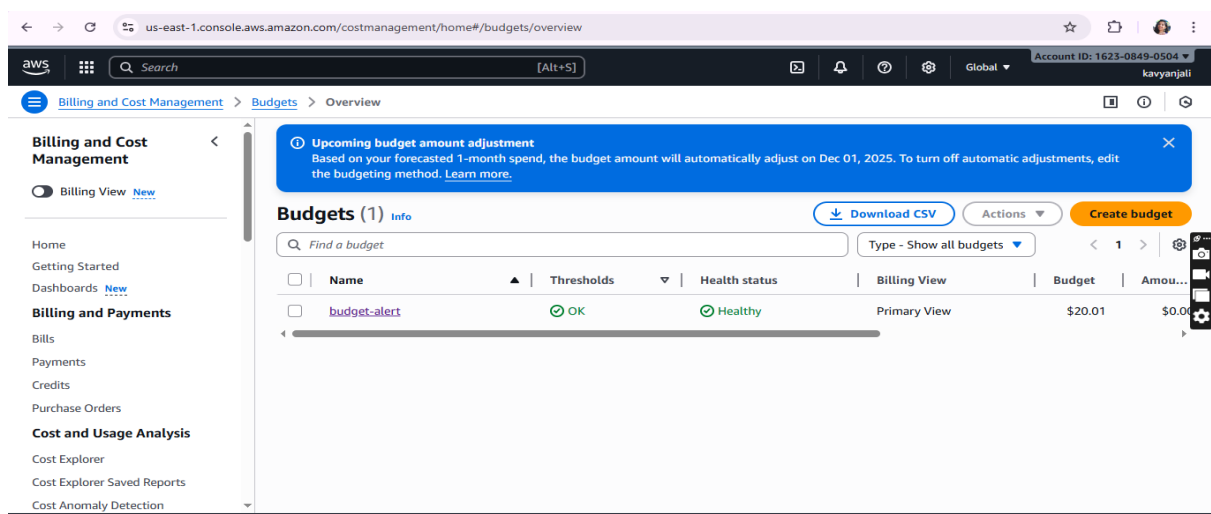 us-east-1.console.aws.amazon.com/costmanagement/home#/budgets/overview
aws Search [Alt+S] Global Account ID: 1623-0849-0504
kavyanjali
Billing and Cost Management > Budgets > Overview
Billing and Cost Management
Billing View New
Home
Getting Started
Dashboards New
Billing and Payments
Bills
Payments
Credits
Purchase Orders
Cost and Usage Analysis
Cost Explorer
Cost Explorer Saved Reports
Cost Anomaly Detection
Upcoming budget amount adjustment
Based on your forecasted 1-month spend, the budget amount will automatically adjust on Dec 01, 2025. To turn off automatic adjustments, edit
the budgeting method. Learn more.
Budgets (1) Info Download CSV Actions Create budget
Find a budget Type - Show all budgets < 1 >
Name Thresholds Health status Billing View Budget Amou...
budget-alert OK Healthy Primary View $20.01 $0.00